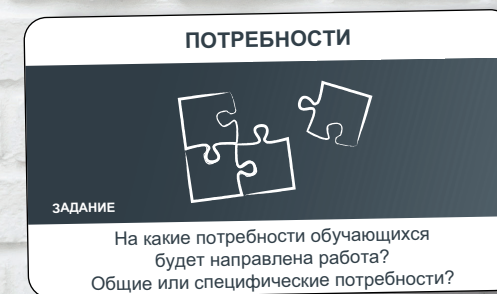 ПОТРЕБНОСТИ
ЗАДАНИЕ
На какие потребности обучающихся
будет направлена работа?
Общие или специфические потребности?